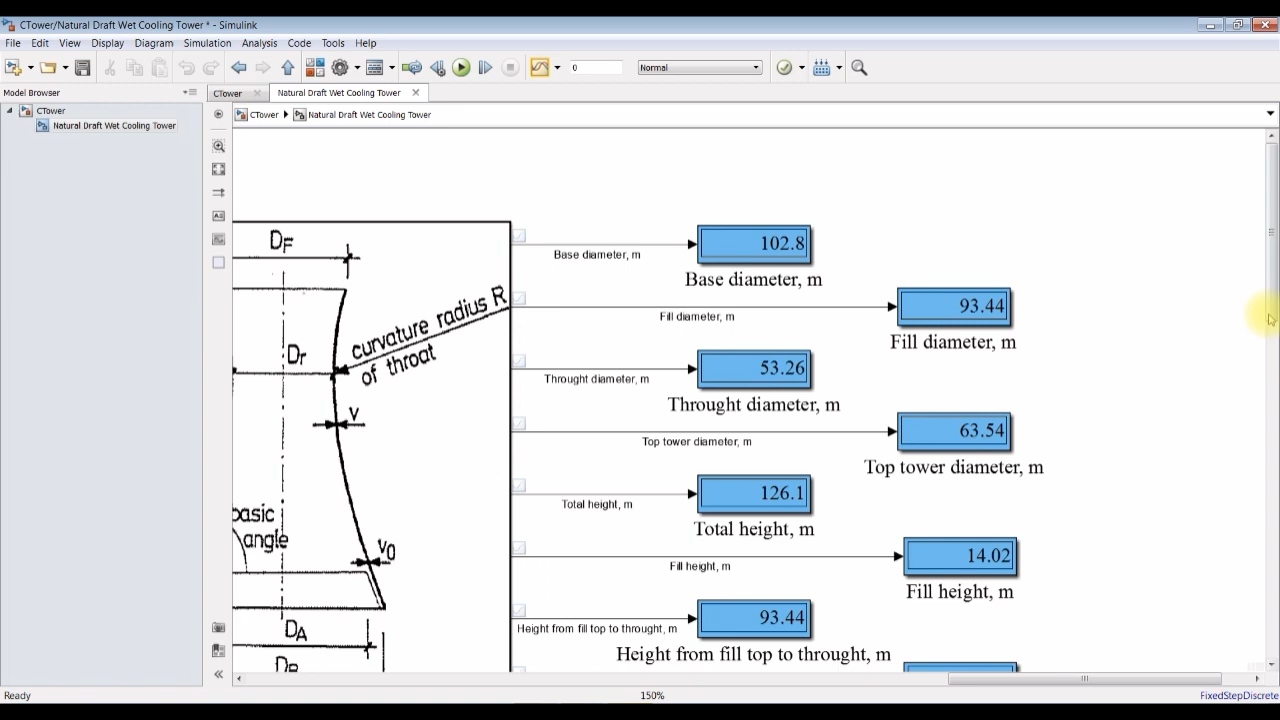 CTower/Natural Draft Wet Cooling Tower * - Simulink
File Edit View Display Diagram Simulation Analysis Code Tools Help
0
Normal
Model Browser
CTower
Natural Draft Wet Cooling Tower
CTower
Natural Draft Wet Cooling Tower
CTower
Natural Draft Wet Cooling Tower
DF
curvature radius R
of throat
Dr
v
basic
angle
v0
DA
Base diameter, m
102.8
Base diameter, m
Fill diameter, m
93.44
Fill diameter, m
Throught diameter, m
53.26
Throught diameter, m
Top tower diameter, m
63.54
Top tower diameter, m
Total height, m
126.1
Total height, m
Fill height, m
14.02
Fill height, m
Height from fill top to throught, m
93.44
Height from fill top to throught, m
Ready
150%
FixedStepDiscrete